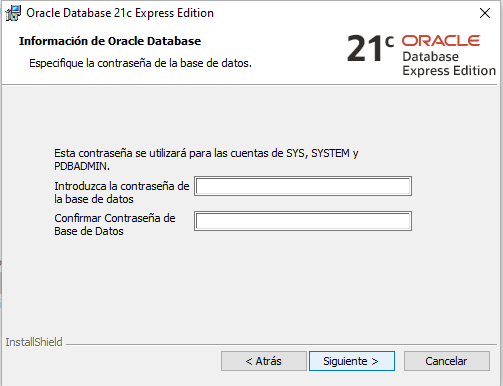 Oracle Database 21c Express Edition
Información de Oracle Database
Especifique la contraseña de la base de datos.
21c ORACLE
Database
Express Edition
Esta contraseña se utilizará para las cuentas de SYS, SYSTEM y
PDBADMIN.
Introduzca la contraseña de
la base de datos
Confirmar Contraseña de
Base de Datos
InstallShield
< Atrás
Siguiente >
Cancelar